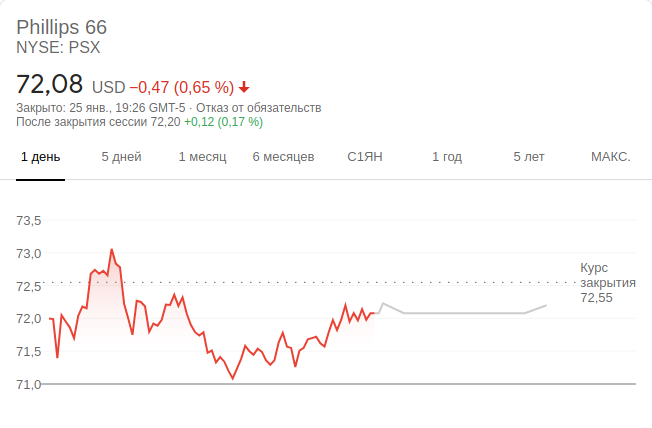 Phillips 66
NYSE: PSX
72,08 USD −0,47 (0,65 %)
Закрыто: 25 янв., 19:26 GMT-5 · Отказ от обязательств
После закрытия сессии 72,20 +0,12 (0,17 %)
1 день 5 дней 1 месяц 6 месяцев С1ЯН 1 год 5 лет МАКС.
73,5
73,0
72,5
72,0
71,5
71,0
Курс
закрытия
72,55